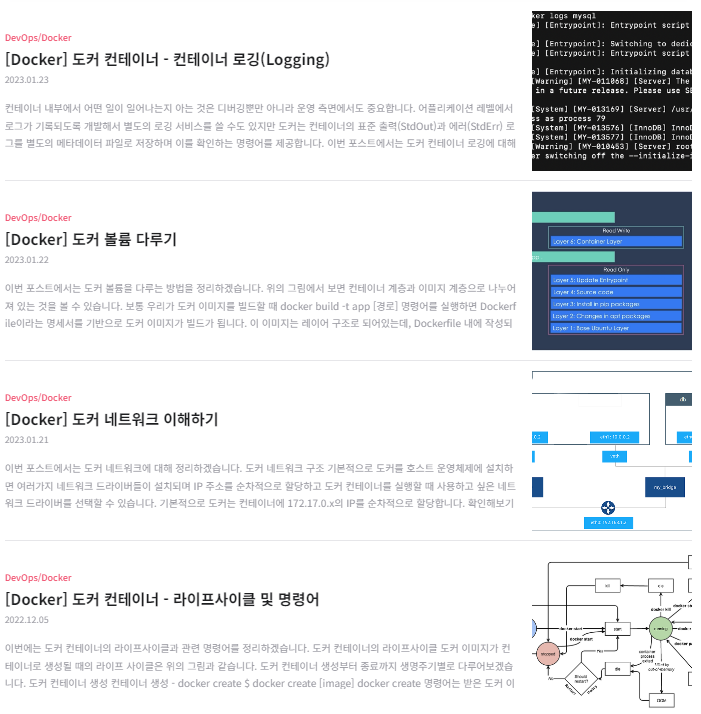 DevOps/Docker
[Docker] 도커 컨테이너 - 컨테이너 로깅(Logging)
2023.01.23
컨테이너 내부에서 어떤 일이 일어나는지 아는 것은 디버깅뿐만 아니라 운영 측면에서도 중요합니다. 어플리케이션 레벨에서
로그가 기록되도록 개발해서 별도의 로깅 서비스를 쓸 수도 있지만 도커는 컨테이너의 표준 출력(StdOut)과 에러(StdErr) 로
그를 별도의 메타데이터 파일로 저장하며 이를 확인하는 명령어를 제공합니다. 이번 포스트에서는 도커 컨테이너 로깅에 대해
ker logs mysql
e] [Entrypoint]: Entrypoint script
e] [Entrypoint]: Switching to dedic
e] [Entrypoint]: Initializing databa
[Warning] [MY-011068] [Server] The
in a future release. Please use SE
[System] [MY-013169] [Server] /usr/
ss as process 79
[System] [MY-013576] [InnoDB] InnoD
[System] [MY-013577] [InnoDB] InnoD
[Warning] [MY-010453] [Server] root
er switching off the --initialize-i
DevOps/Docker
[Docker] 도커 볼륨 다루기
2023.01.22
이번 포스트에서는 도커 볼륨을 다루는 방법을 정리하겠습니다. 위의 그림에서 보면 컨테이너 계층과 이미지 계층으로 나누어
져 있는 것을 볼 수 있습니다. 보통 우리가 도커 이미지를 빌드할 때 docker build -t app [경로] 명령어를 실행하면 Dockerf
ile이라는 명세서를 기반으로 도커 이미지가 빌드가 됩니다. 이 이미지는 레이어 구조로 되어있는데, Dockerfile 내에 작성되
Read Write
Layer 6: Container Layer
Read Only
Layer 5: Update Entrypoint
Layer 4: Source code
Layer 3: Install in pip packages
Layer 2: Changes in apt packages
Layer 1: Base Ubuntu Layer
DevOps/Docker
[Docker] 도커 네트워크 이해하기
2023.01.21
이번 포스트에서는 도커 네트워크에 대해 정리하겠습니다. 도커 네트워크 구조 기본적으로 도커를 호스트 운영체제에 설치하
면 여러가지 네트워크 드라이버들이 설치되며 IP 주소를 순차적으로 할당하고 도커 컨테이너를 실행할 때 사용하고 싶은 네트
워크 드라이버를 선택할 수 있습니다. 기본적으로 도커는 컨테이너에 172.17.0.x의 IP를 순차적으로 할당합니다. 확인해보기
db
veth
my_bridge
DevOps/Docker
[Docker] 도커 컨테이너 - 라이프사이클 및 명령어
2022.12.05
이번에는 도커 컨테이너의 라이프사이클과 관련 명령어를 정리하겠습니다. 도커 컨테이너의 라이프사이클 도커 이미지가 컨
테이너로 생성될 때의 라이프 사이클은 위의 그림과 같습니다. 도커 컨테이너 생성부터 종료까지 생명주기별로 다루어보겠습
니다. 도커 컨테이너 생성 컨테이너 생성 - docker create $ docker create [image] docker create 명령어는 받은 도커 이
kill
die
docker kill
docker start
start
running
docker start
stopped
Yes
No
Should restart?
die
container process exited
killed by out-of-memory
OOM